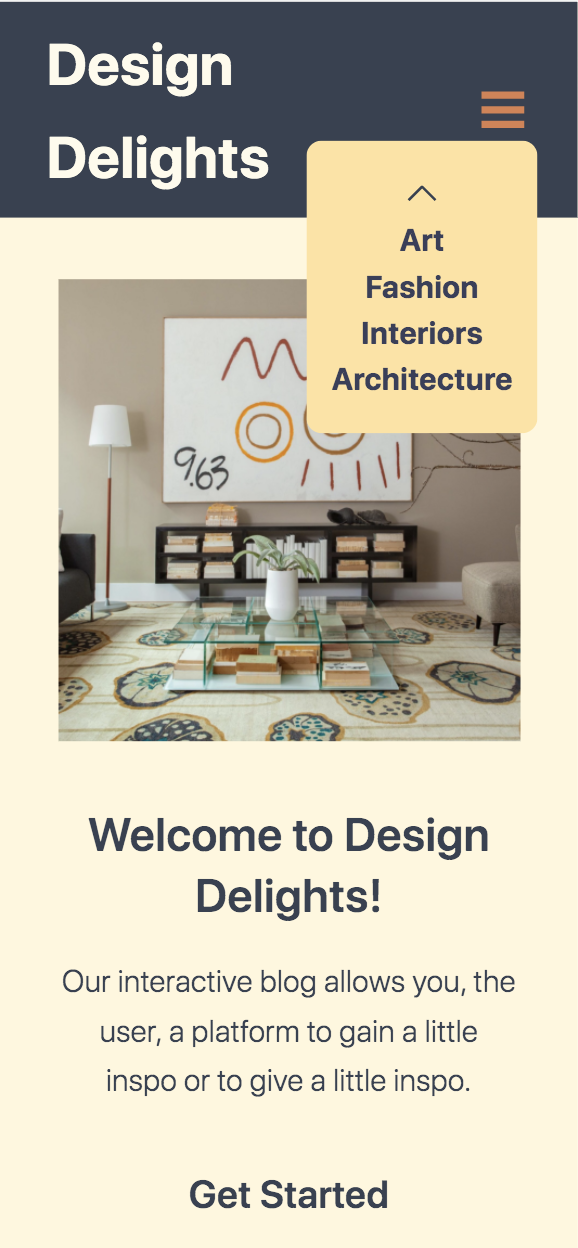 Design
Delights
Art
Fashion
Interiors
Architecture
9.63
Welcome to Design
Delights!
Our interactive blog allows you, the
user, a platform to gain a little
inspo or to give a little inspo.
Get Started